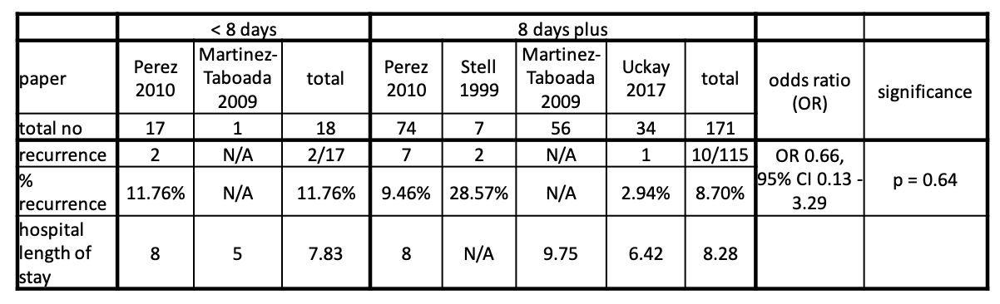 < 8 days 8 days plus
paper Perez 2010 Martinez-Taboada 2009 total Perez 2010 Stell 1999 Martinez-Taboada 2009 Uckay 2017 total odds ratio (OR) significance
total no 17 1 18 74 7 56 34 171
recurrence 2 N/A 2/17 7 2 N/A 1 10/115 OR 0.66, 95% CI 0.13 - 3.29 p = 0.64
% recurrence 11.76% N/A 11.76% 9.46% 28.57% N/A 2.94% 8.70%
hospital length of stay 8 5 7.83 8 N/A 9.75 6.42 8.28